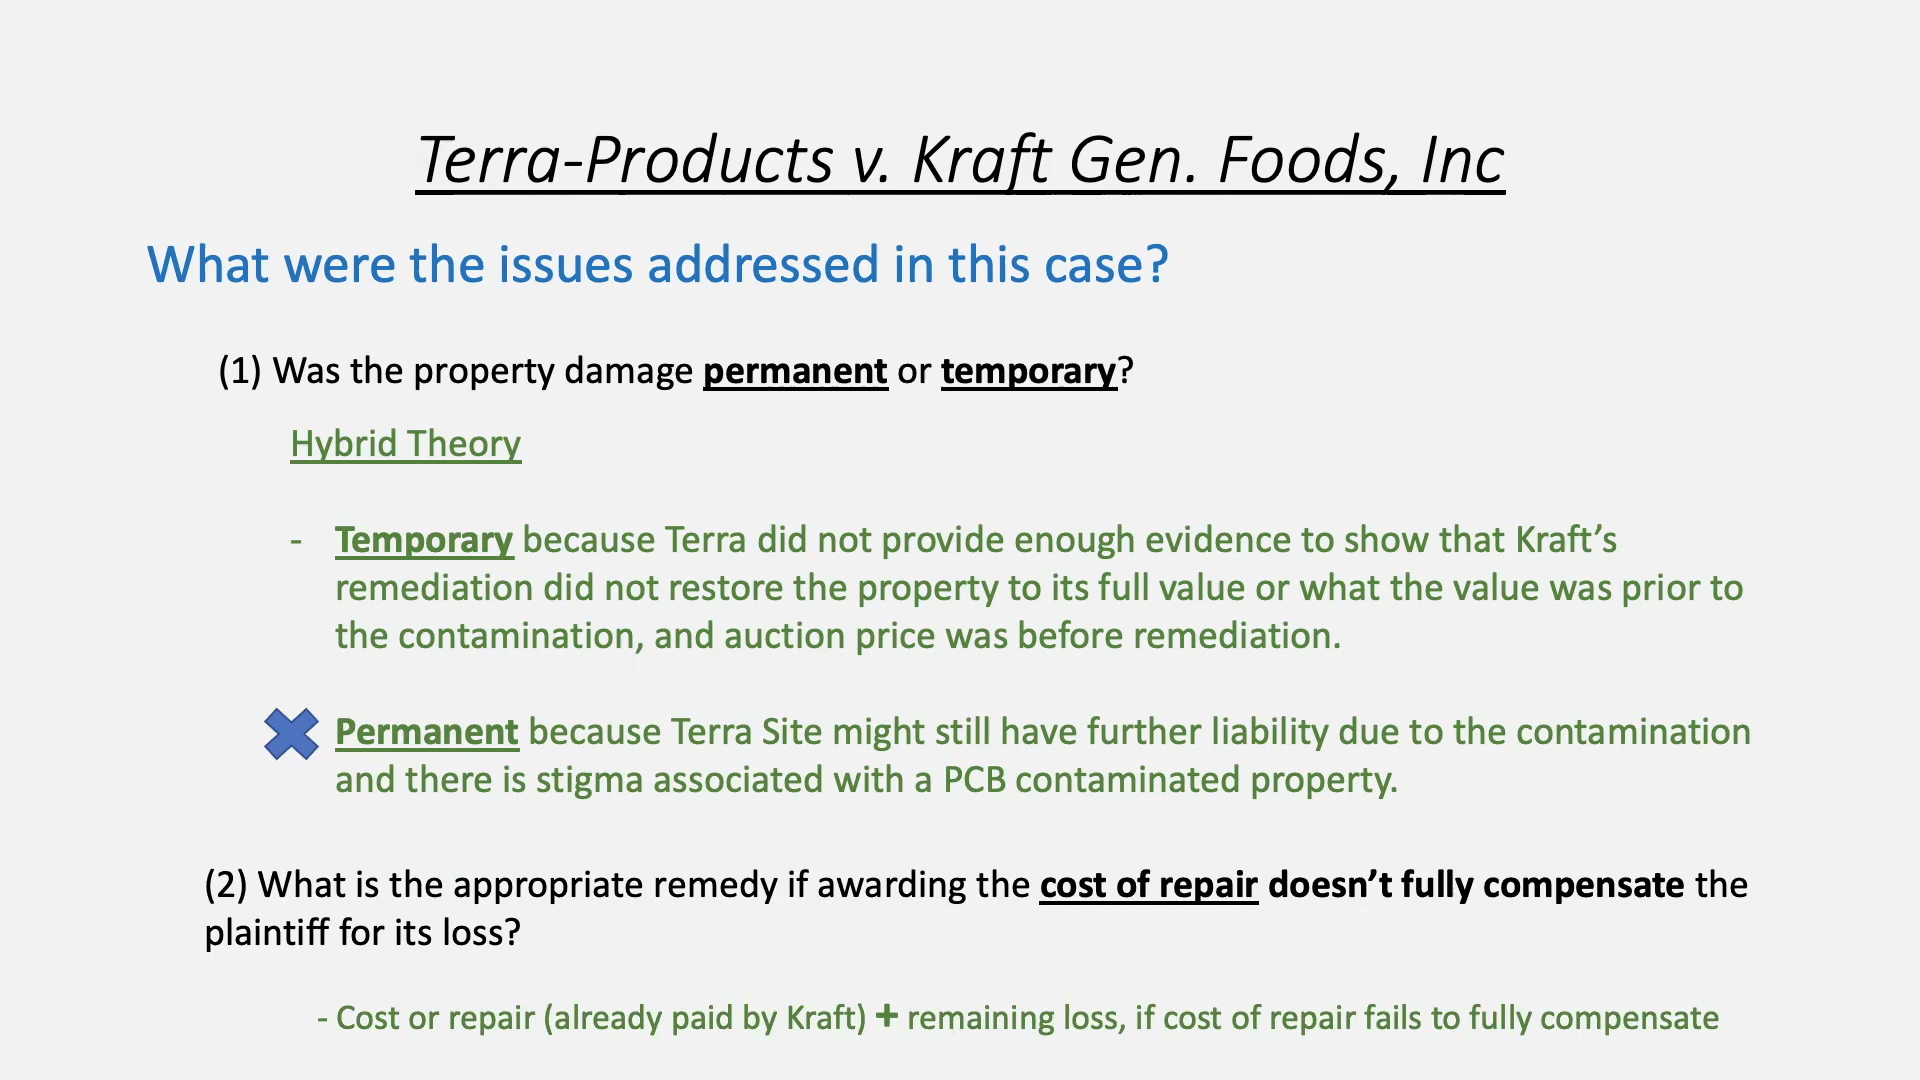 Terra-Products v. Kraft Gen. Foods, Inc
What were the issues addressed in this case?
(1) Was the property damage permanent or temporary?
Hybrid Theory
- Temporary because Terra did not provide enough evidence to show that Kraft’s
remediation did not restore the property to its full value or what the value was prior to
the contamination, and auction price was before remediation.
Permanent because Terra Site might still have further liability due to the contamination
and there is stigma associated with a PCB contaminated property.
(2) What is the appropriate remedy if awarding the cost of repair doesn’t fully compensate the
plaintiff for its loss?
- Cost or repair (already paid by Kraft) + remaining loss, if cost of repair fails to fully compensate